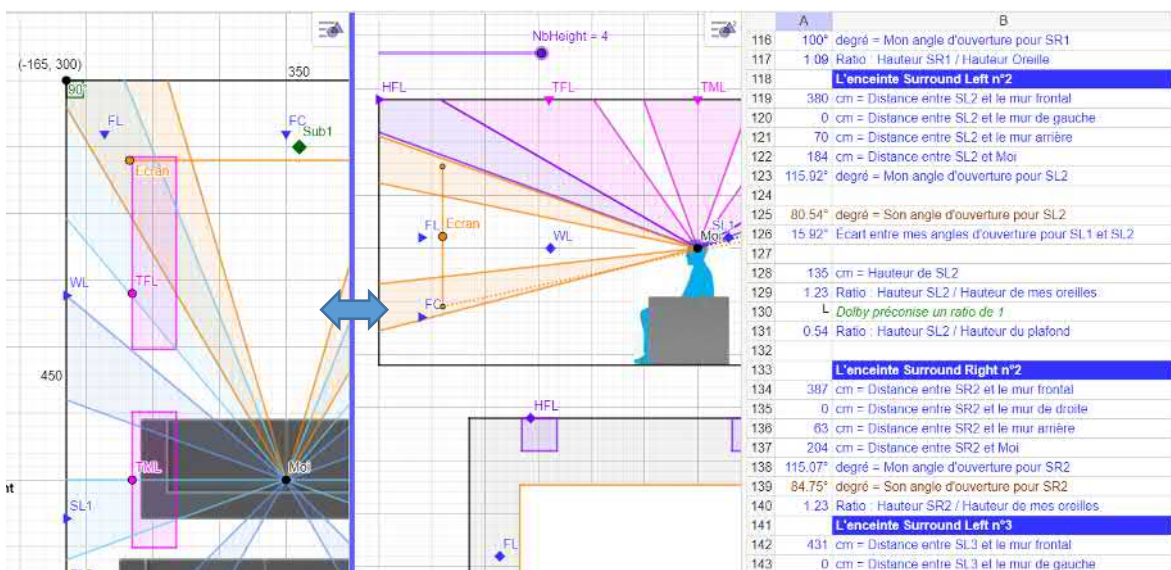 (-165, 300)
350
90°
FL
FC
Sub1
Ecran
WL
TFL
450
TML
Moi
SL1
nt
NbHeight = 4
HFL
TFL
TML
FL
Ecran
WL
SL1
Moi
FC
HFL
FL
A B
116 100° degré = Mon angle d'ouverture pour SR1
117 1.09 Ratio : Hauteur SR1 / Hauteur Oreille
118 L'enceinte Surround Left n°2
119 380 cm = Distance entre SL2 et le mur frontal
120 0 cm = Distance entre SL2 et le mur de gauche
121 70 cm = Distance entre SL2 et le mur arrière
122 184 cm = Distance entre SL2 et Moi
123 115.92° degré = Mon angle d'ouverture pour SL2
124
125 80.54° degré = Son angle d'ouverture pour SL2
126 15.92° Écart entre mes angles d'ouverture pour SL1 et SL2
127
128 135 cm = Hauteur de SL2
129 1.23 Ratio : Hauteur SL2 / Hauteur de mes oreilles
130 └ Dolby préconise un ratio de 1
131 0.54 Ratio : Hauteur SL2 / Hauteur du plafond
132
133 L'enceinte Surround Right n°2
134 387 cm = Distance entre SR2 et le mur frontal
135 0 cm = Distance entre SR2 et le mur de droite
136 63 cm = Distance entre SR2 et le mur arrière
137 204 cm = Distance entre SR2 et Moi
138 115.07° degré = Mon angle d'ouverture pour SR2
139 84.75° degré = Son angle d'ouverture pour SR2
140 1.23 Ratio : Hauteur SR2 / Hauteur de mes oreilles
141 L'enceinte Surround Left n°3
142 431 cm = Distance entre SL3 et le mur frontal
143 0 cm = Distance entre SL3 et le mur de gauche